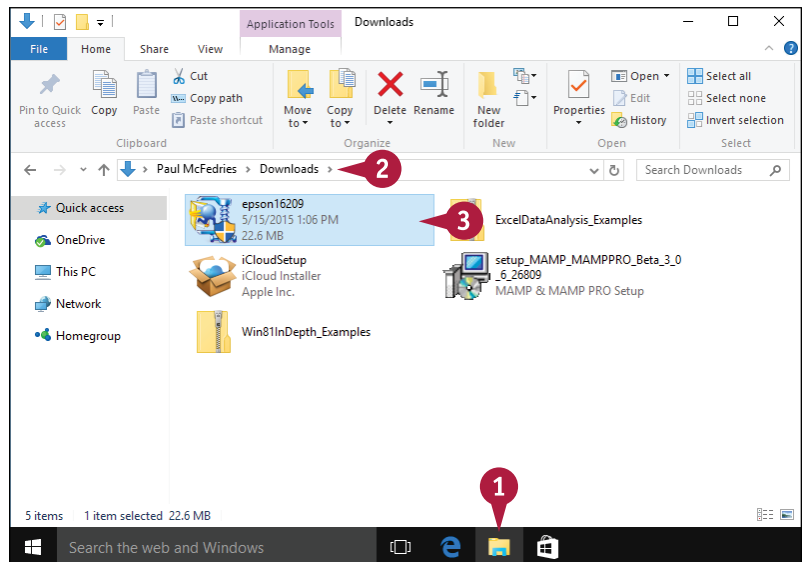 Application Tools
Downloads
File
Home
Share
View
Manage
Pin to Quick access
Copy
Paste
Cut
Copy path
Paste shortcut
Clipboard
Move to
Copy to
Delete
Rename
Organize
New folder
New
Properties
Open
Edit
History
Open
Select all
Select none
Invert selection
Select
Paul McFedries
Downloads
2
Search Downloads
Quick access
OneDrive
This PC
Network
Homegroup
epson16209
5/15/2015 1:06 PM
22.6 MB
3
ExcelDataAnalysis_Examples
iCloudSetup
iCloud Installer
Apple Inc.
setup_MAMP_MAMPPRO_Beta_3_0
_6_26809
MAMP & MAMP PRO Setup
Win81InDepth_Examples
1
5 items
1 item selected 22.6 MB
Search the web and Windows